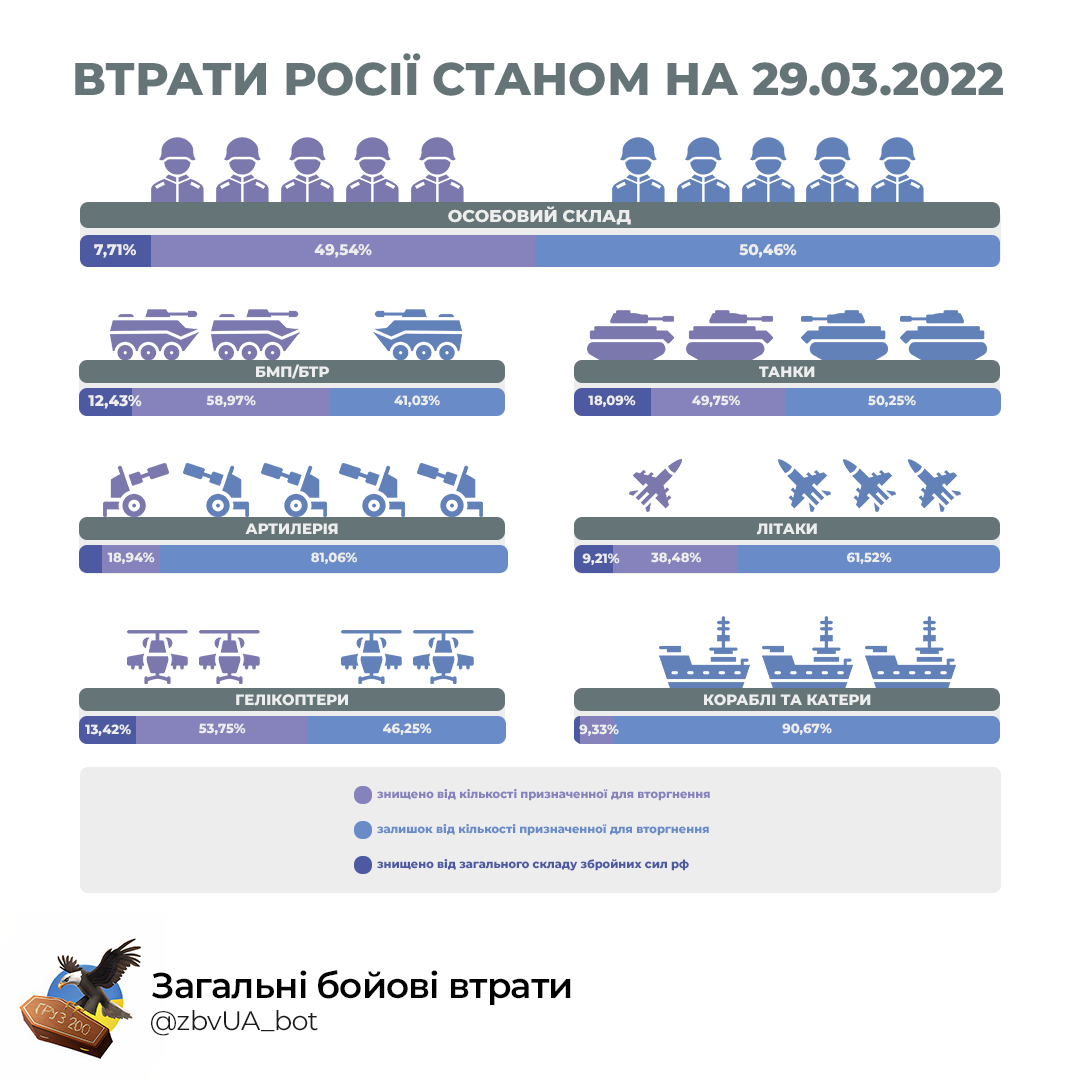 ВТРАТИ РОСІЇ СТАНОМ НА 29.03.2022
ОСОБОВИЙ СКЛАД
7,71% 49,54% 50,46%
БМП/БТР
12,43% 58,97% 41,03%
ТАНКИ
18,09% 49,75% 50,25%
АРТИЛЕРІЯ
18,94% 81,06%
ЛІТАКИ
9,21% 38,48% 61,52%
ГЕЛІКОПТЕРИ
13,42% 53,75% 46,25%
КОРАБЛІ ТА КАТЕРИ
9,33% 90,67%
знищено від кількості призначенної для вторгнення
залишок від кількості призначенної для вторгнення
знищено від загального складу збройних сил рф
ГРУЗ 200
Загальні бойові втрати
@zbvUA_bot